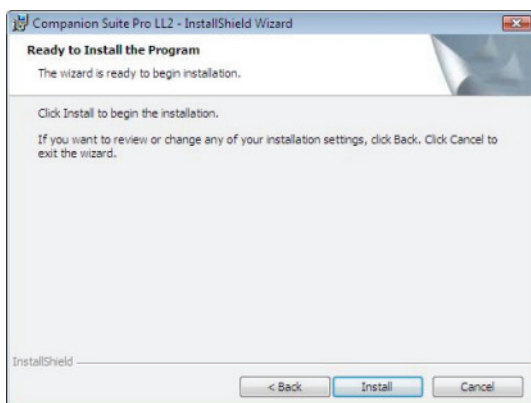 Companion Suite Pro LL2 - InstallShield Wizard
Ready to Install the Program
The wizard is ready to begin installation.
Click Install to begin the installation.
If you want to review or change any of your installation settings, click Back. Click Cancel to
exit the wizard.
InstallShield
< Back Install Cancel